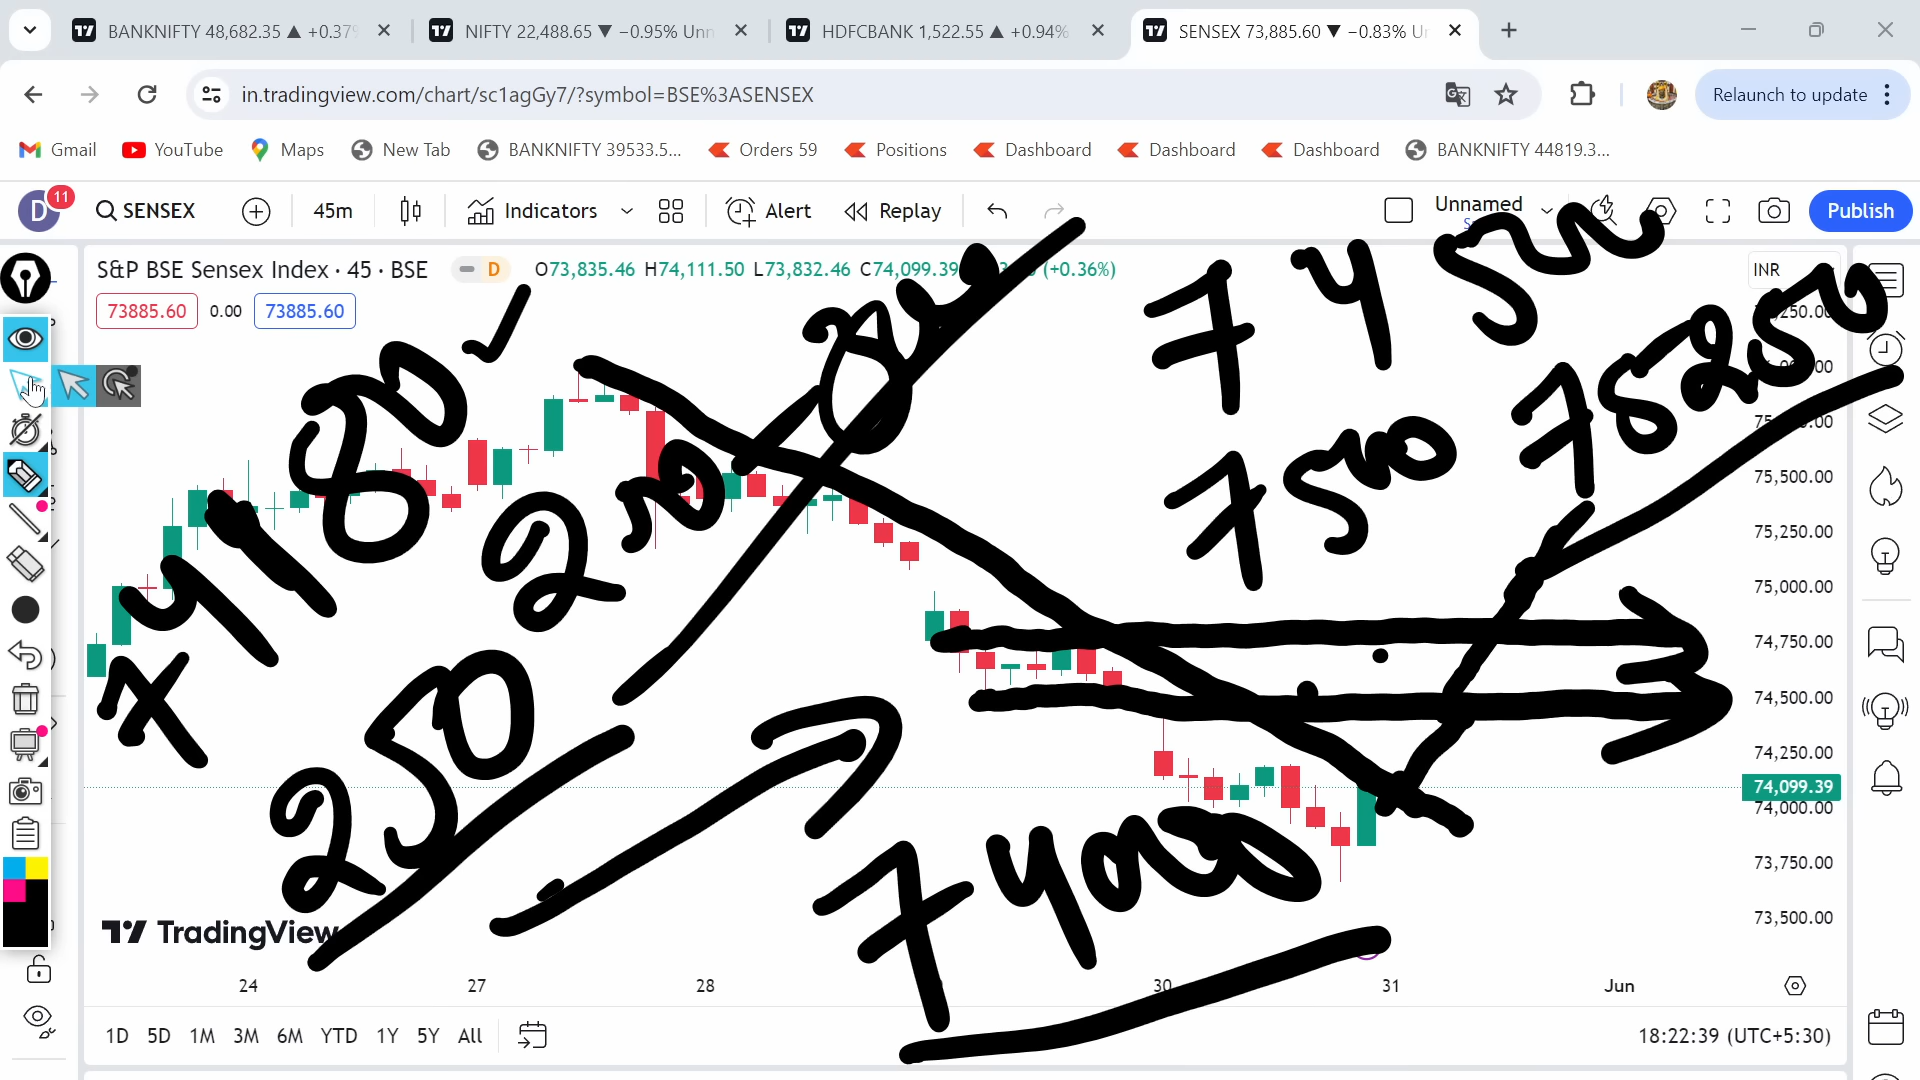 BANKNIFTY 48,682.35 ▲ +0.37%
NIFTY 22,488.65 ▼ −0.95% Unn
HDFCBANK 1,522.55 ▲ +0.94%
SENSEX 73,885.60 ▼ −0.83% U
in.tradingview.com/chart/sc1agGy7/?symbol=BSE%3ASENSEX
Relaunch to update
Gmail
YouTube
Maps
New Tab
BANKNIFTY 39533.5...
Orders 59
Positions
Dashboard
Dashboard
Dashboard
BANKNIFTY 44819.3...
D
11
SENSEX
45m
Indicators
Alert
Replay
Unnamed
Publish
S&P BSE Sensex Index · 45 · BSE
D
O73,835.46 H74,111.50 L73,832.46 C74,099.39
(+0.36%)
INR
73885.60
0.00
73885.60
74180
200
250
74000
7450
7500
75250
75,500.00
75,250.00
75,000.00
74,750.00
74,500.00
74,250.00
74,099.39
74,000.00
73,750.00
73,500.00
TradingView
24
27
28
30
31
Jun
1D
5D
1M
3M
6M
YTD
1Y
5Y
All
18:22:39 (UTC+5:30)